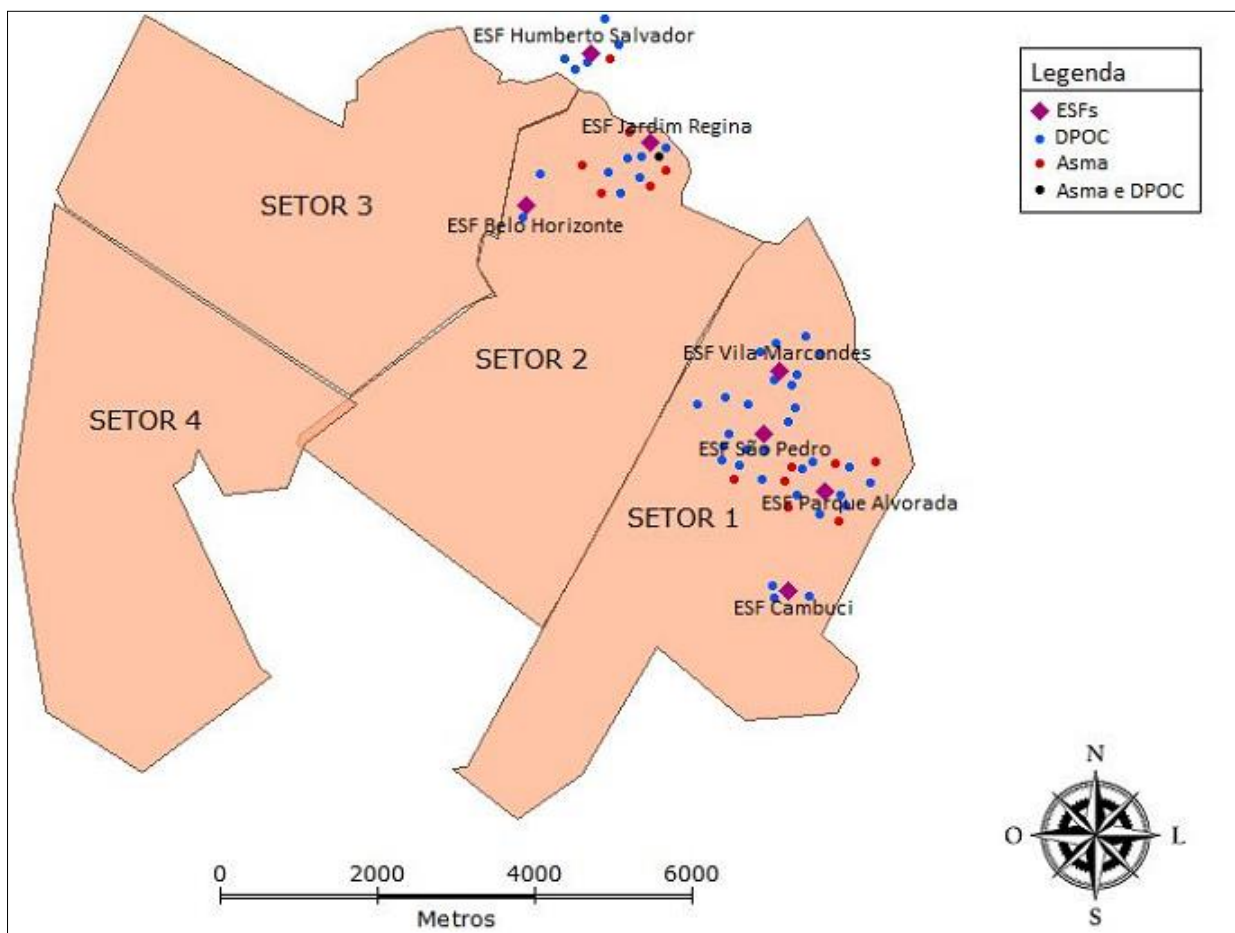 ESF Humberto Salvador
Legenda
ESFs
DPOC
Asma
Asma e DPOC
ESF Jardim Regina
SETOR 3
ESF Belo Horizonte
SETOR 2
ESF Vila Marcondes
SETOR 4
ESF São Pedro
ESF Parque Alvorada
SETOR 1
ESF Cambuci
N
O
L
S
0 2000 4000 6000
Metros